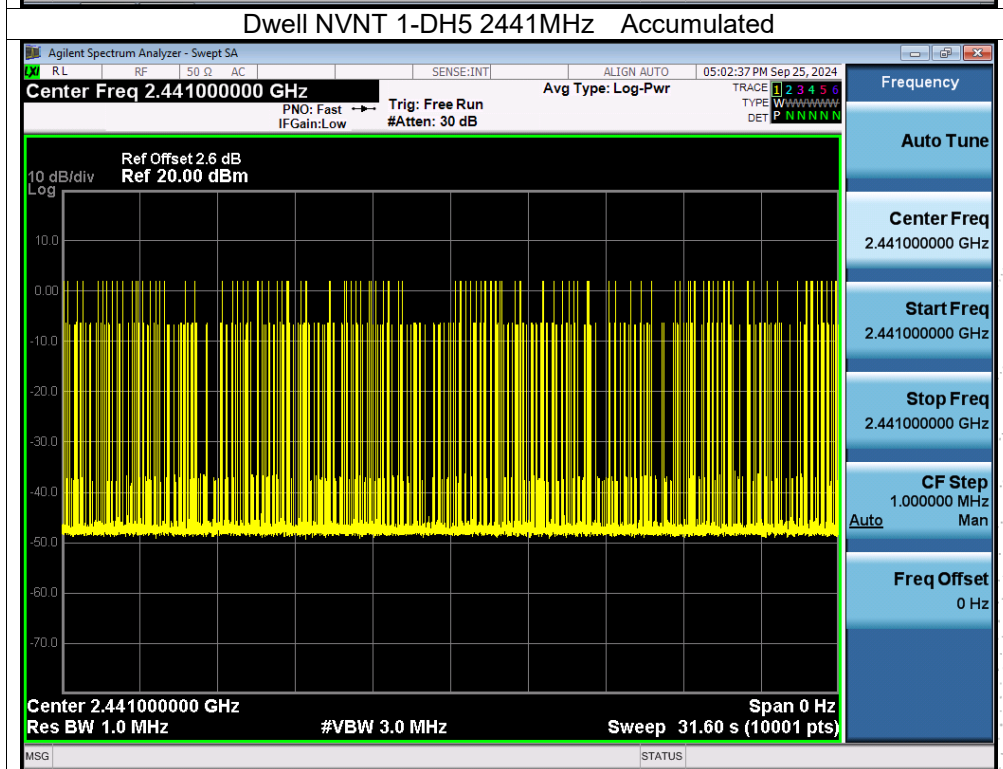 Dwell NVNT 1-DH5 2441MHz Accumulated
Agilent Spectrum Analyzer - Swept SA
LXI RL RF 50 Ω AC SENSE:INT ALIGN AUTO 05:02:37 PM Sep 25, 2024
Center Freq 2.441000000 GHz
PNO: Fast
IFGain:Low
Trig: Free Run
#Atten: 30 dB
Avg Type: Log-Pwr
TRACE 1 2 3 4 5 6
TYPE WWWWWWW
DET P N N N N N
Ref Offset 2.6 dB
10 dB/div Ref 20.00 dBm
Log
10.0
0.00
-10.0
-20.0
-30.0
-40.0
-50.0
-60.0
-70.0
Center 2.441000000 GHz Span 0 Hz
Res BW 1.0 MHz #VBW 3.0 MHz Sweep 31.60 s (10001 pts)
MSG STATUS
Frequency
Auto Tune
Center Freq
2.441000000 GHz
Start Freq
2.441000000 GHz
Stop Freq
2.441000000 GHz
CF Step
1.000000 MHz
Auto Man
Freq Offset
0 Hz